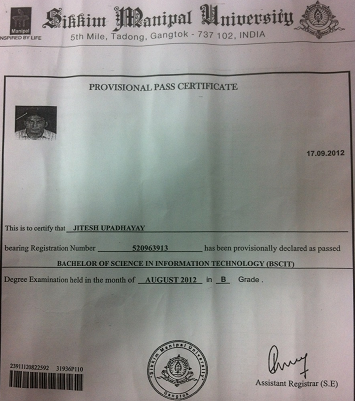 Sikkim Manipal University
Manipal
INSPIRED BY LIFE
5th Mile, Tadong, Gangtok - 737 102, INDIA
PROVISIONAL PASS CERTIFICATE
17.09.2012
This is to certify that JITESH UPADHAYAY
bearing Registration Number 520963913 has been provisionally declared as passed
BACHELOR OF SCIENCE IN INFORMATION TECHNOLOGY (BSCIT)
Degree Examination held in the month of AUGUST 2012 in B Grade.
Sikkim Manipal University
Gangtok
Assistant Registrar (S.E)